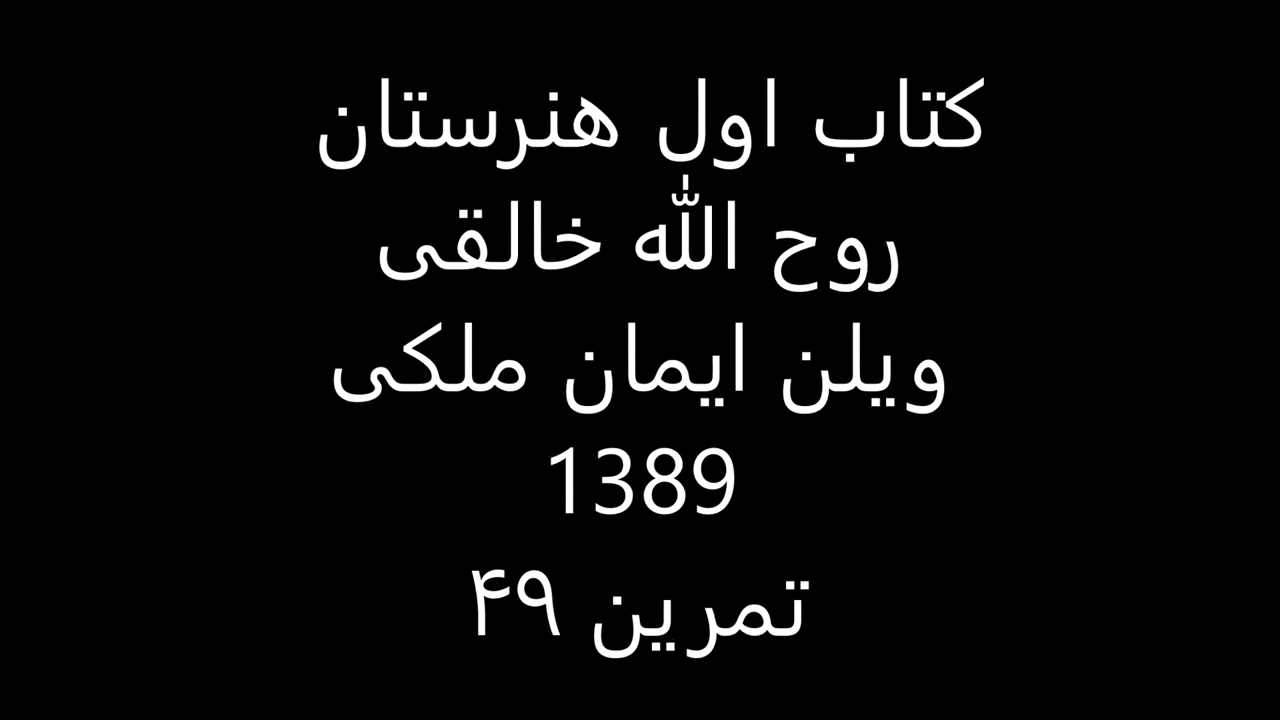 کتاب اول هنرستان
روح الله خالقی
ویلن ایمان ملکی
1389
تمرین ۴۹